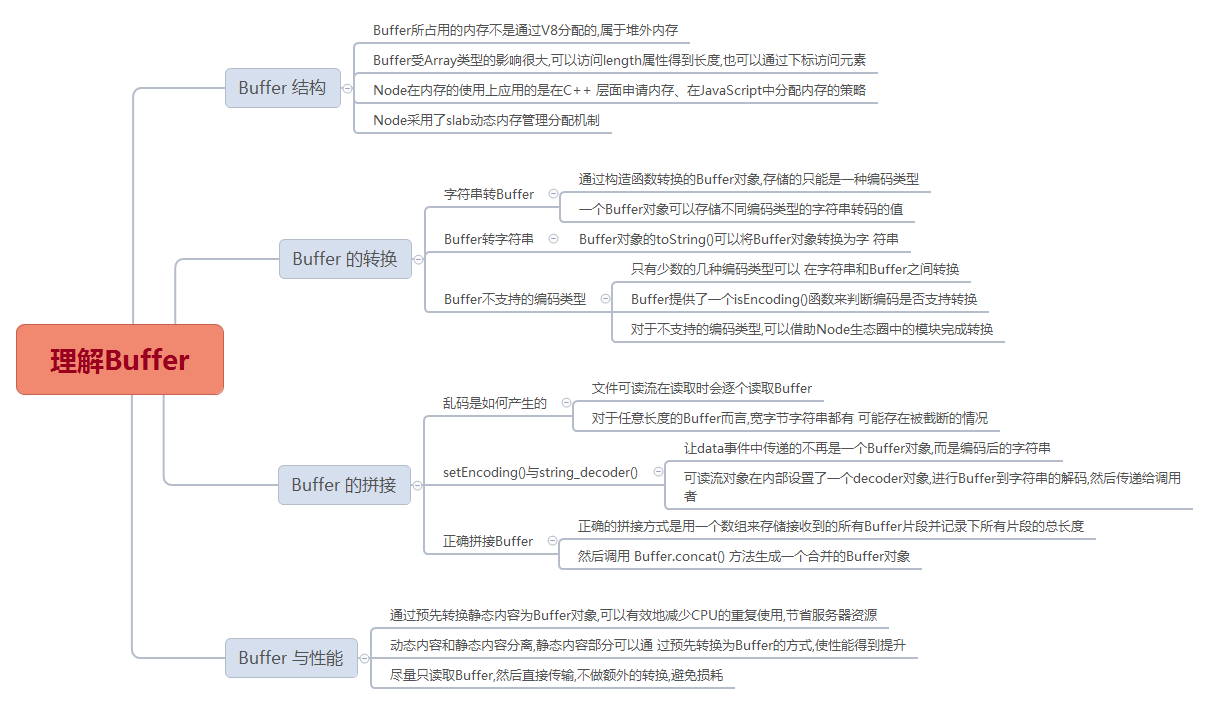 理解Buffer
Buffer 结构
Buffer所占用的内存不是通过V8分配的,属于堆外内存
Buffer受Array类型的影响很大,可以访问length属性得到长度,也可以通过下标访问元素
Node在内存的使用上应用的是在C++ 层面申请内存、在JavaScript中分配内存的策略
Node采用了slab动态内存管理分配机制
Buffer 的转换
字符串转Buffer
通过构造函数转换的Buffer对象,存储的只能是一种编码类型
一个Buffer对象可以存储不同编码类型的字符串转码的值
Buffer转字符串
Buffer对象的toString()可以将Buffer对象转换为字 符串
Buffer不支持的编码类型
只有少数的几种编码类型可以 在字符串和Buffer之间转换
Buffer提供了一个isEncoding()函数来判断编码是否支持转换
对于不支持的编码类型,可以借助Node生态圈中的模块完成转换
Buffer 的拼接
乱码是如何产生的
文件可读流在读取时会逐个读取Buffer
对于任意长度的Buffer而言,宽字节字符串都有 可能存在被截断的情况
setEncoding()与string_decoder()
让data事件中传递的不再是一个Buffer对象,而是编码后的字符串
可读流对象在内部设置了一个decoder对象,进行Buffer到字符串的解码,然后传递给调用
者
正确拼接Buffer
正确的拼接方式是用一个数组来存储接收到的所有Buffer片段并记录下所有片段的总长度
然后调用 Buffer.concat() 方法生成一个合并的Buffer对象
Buffer 与性能
通过预先转换静态内容为Buffer对象,可以有效地减少CPU的重复使用,节省服务器资源
动态内容和静态内容分离,静态内容部分可以通 过预先转换为Buffer的方式,使性能得到提升
尽量只读取Buffer,然后直接传输,不做额外的转换,避免损耗